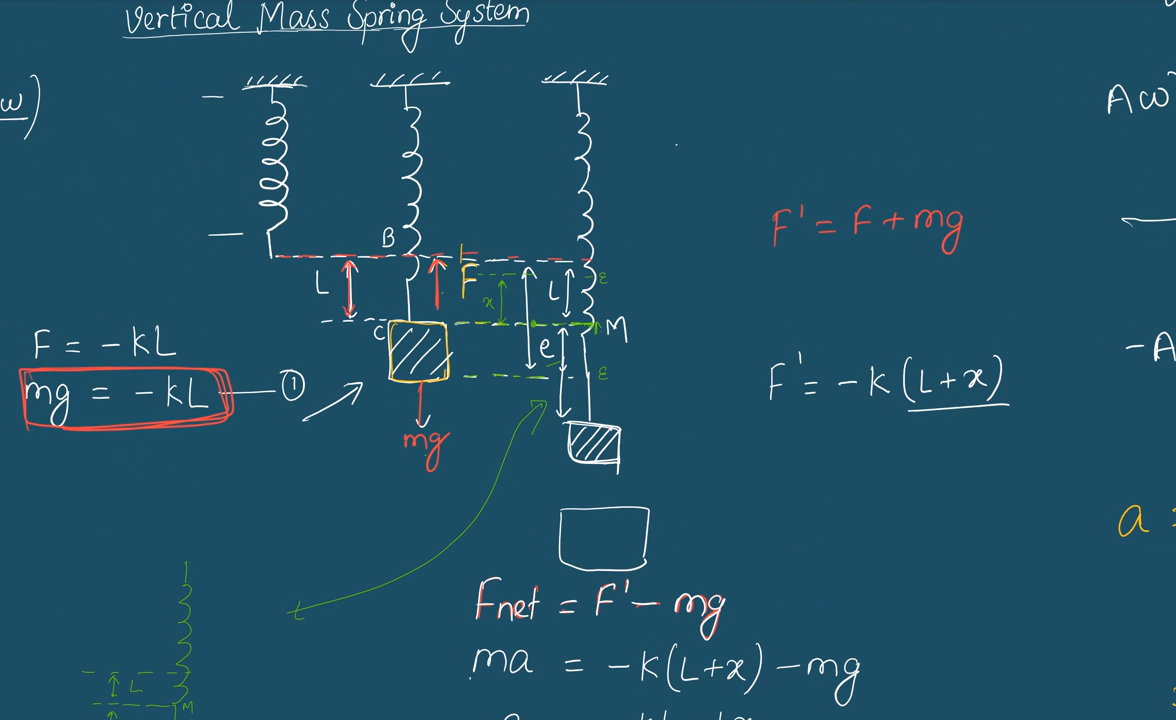 Vertical Mass Spring System
ω)
Aω
B
F
L
x
L
ε
C
M
e
ε
F' = F + mg
F = -KL
mg = -KL ①
mg
F' = -K (L+x)
-A
a =
Fnet = F' - mg
ma = -K(L+x) - mg
L
M